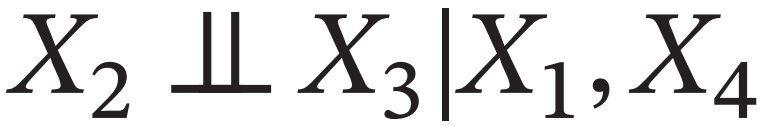 X₂ ⫫ X₃|X₁, X₄